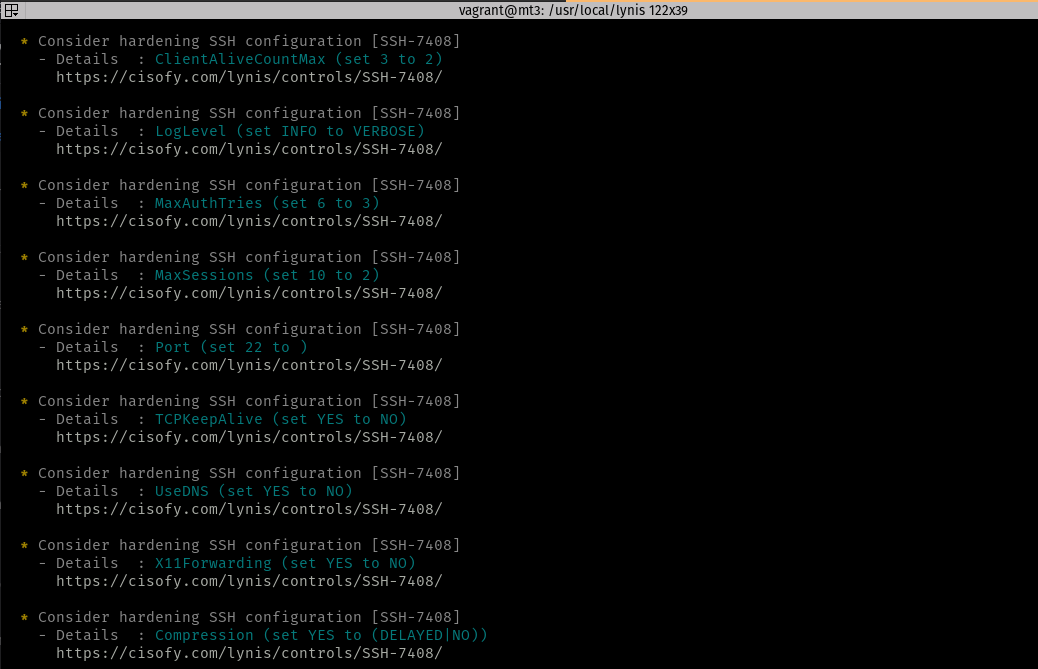 vagrant@mt3: /usr/local/lynis 122x39
* Consider hardening SSH configuration [SSH-7408]
- Details  : ClientAliveCountMax (set 3 to 2)
https://cisofy.com/lynis/controls/SSH-7408/
* Consider hardening SSH configuration [SSH-7408]
- Details  : LogLevel (set INFO to VERBOSE)
https://cisofy.com/lynis/controls/SSH-7408/
* Consider hardening SSH configuration [SSH-7408]
- Details  : MaxAuthTries (set 6 to 3)
https://cisofy.com/lynis/controls/SSH-7408/
* Consider hardening SSH configuration [SSH-7408]
- Details  : MaxSessions (set 10 to 2)
https://cisofy.com/lynis/controls/SSH-7408/
* Consider hardening SSH configuration [SSH-7408]
- Details  : Port (set 22 to )
https://cisofy.com/lynis/controls/SSH-7408/
* Consider hardening SSH configuration [SSH-7408]
- Details  : TCPKeepAlive (set YES to NO)
https://cisofy.com/lynis/controls/SSH-7408/
* Consider hardening SSH configuration [SSH-7408]
- Details  : UseDNS (set YES to NO)
https://cisofy.com/lynis/controls/SSH-7408/
* Consider hardening SSH configuration [SSH-7408]
- Details  : X11Forwarding (set YES to NO)
https://cisofy.com/lynis/controls/SSH-7408/
* Consider hardening SSH configuration [SSH-7408]
- Details  : Compression (set YES to (DELAYED|NO))
https://cisofy.com/lynis/controls/SSH-7408/